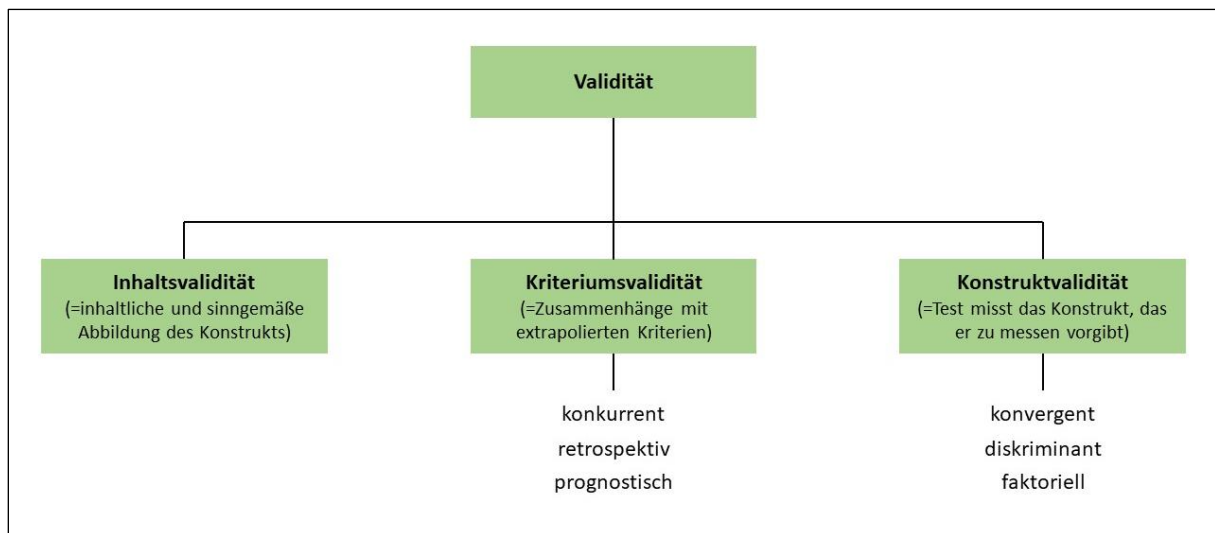 Validität
Inhaltsvalidität
(=inhaltliche und sinngemäße
Abbildung des Konstrukts)
Kriteriumsvalidität
(=Zusammenhänge mit
extrapolierten Kriterien)
Konstruktvalidität
(=Test misst das Konstrukt, das
er zu messen vorgibt)
konkurrent
retrospektiv
prognostisch
konvergent
diskriminant
faktoriell